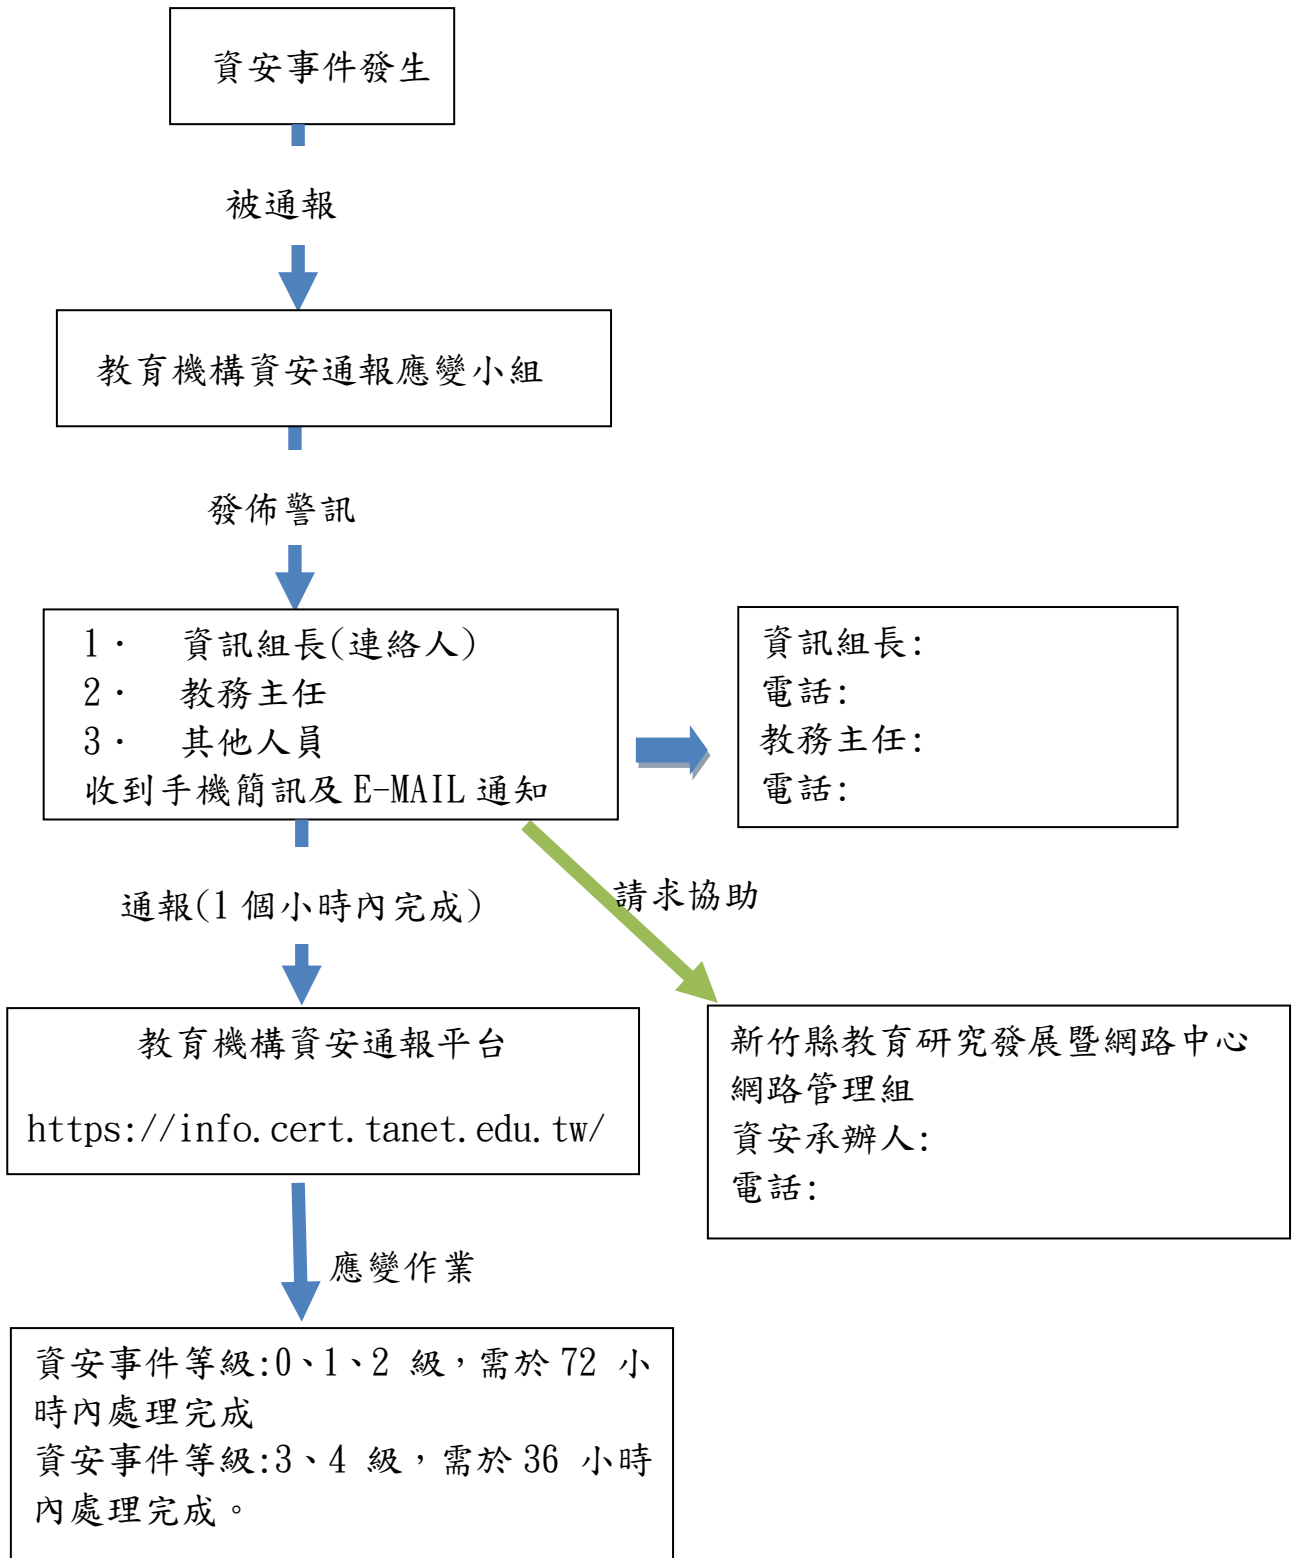 資安事件發生
被通報
教育機構資安通報應變小組
發佈警訊
1. 資訊組長(連絡人)
2. 教務主任
3. 其他人員
收到手機簡訊及 E-MAIL 通知
資訊組長:
電話:
教務主任:
電話:
通報(1 個小時內完成)
請求協助
教育機構資安通報平台
https://info.cert.tanet.edu.tw/
新竹縣教育研究發展暨網路中心
網路管理組
資安承辦人:
電話:
應變作業
資安事件等級:0、1、2 級，需於 72 小
時內處理完成
資安事件等級:3、4 級，需於 36 小時
內處理完成。